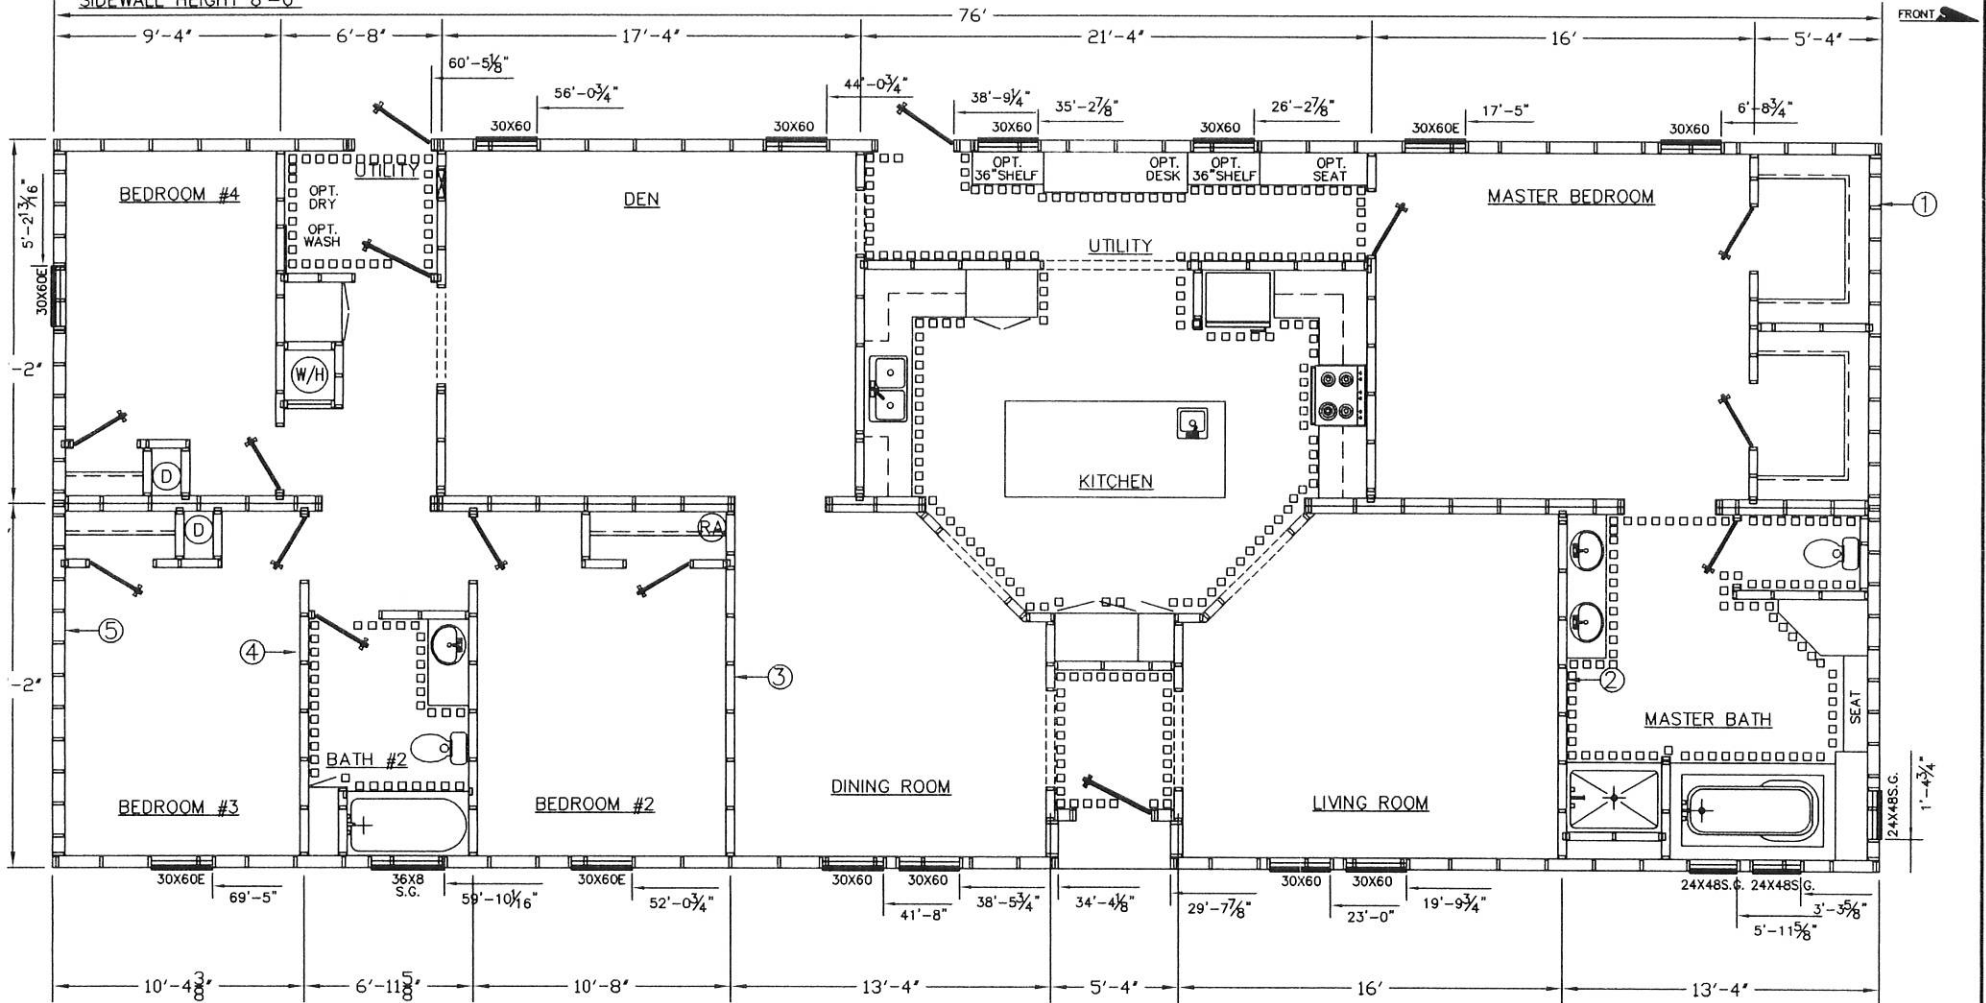 SIDEWALL HEIGHT 8'-0"
76'
FRONT
9'-4"
6'-8"
17'-4"
21'-4"
16'
5'-4"
60'-5⅛"
56'-0¾"
44'-0¾"
38'-9¼"
35'-2⅞"
26'-2⅞"
17'-5"
6'-8¾"
30X60
30X60
30X60
30X60
30X60E
30X60
5'-2 13/16"
30X60E
-2"
-2"
BEDROOM #4
UTILITY
OPT. DRY
OPT. WASH
W/H
DEN
OPT. 36"SHELF
OPT. DESK
OPT. 36"SHELF
OPT. SEAT
UTILITY
MASTER BEDROOM
1
KITCHEN
D
D
RA
5
4
3
2
BATH #2
BEDROOM #3
BEDROOM #2
DINING ROOM
LIVING ROOM
MASTER BATH
SEAT
24X48S.G.
1'-4¾"
30X60E
36X8 S.G.
30X60E
30X60
30X60
30X60
30X60
24X48S.G.
24X48S.G.
69'-5"
59'-10 1/16"
52'-0¾"
41'-8"
38'-5¾"
34'-4⅛"
29'-7⅞"
23'-0"
19'-9¾"
5'-11⅝"
3'-3⅝"
10'-4⅜"
6'-11⅝"
10'-8"
13'-4"
5'-4"
16'
13'-4"